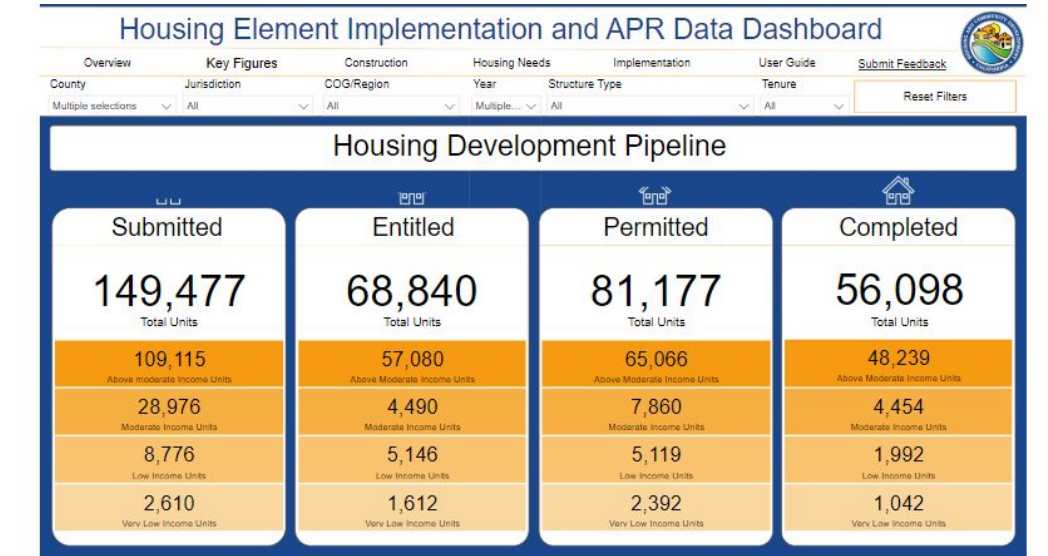 Housing Element Implementation and APR Data Dashboard
Overview Key Figures Construction Housing Needs Implementation User Guide Submit Feedback
County Jurisdiction COG/Region Year Structure Type Tenure
Multiple selections All All Multiple... All All Reset Filters
Housing Development Pipeline
Submitted Entitled Permitted Completed
149,477 68,840 81,177 56,098
Total Units Total Units Total Units Total Units
109,115 57,080 65,066 48,239
Above moderate Income Units Above Moderate Income Units Above Moderate Income Units Above Moderate Income Units
28,976 4,490 7,860 4,454
Moderate Income Units Moderate Income Units Moderate Income Units Moderate Income Units
8,776 5,146 5,119 1,992
Low Income Units Low Income Units Low Income Units Low Income Units
2,610 1,612 2,392 1,042
Very Low Income Units Very Low Income Units Very Low Income Units Very Low Income Units